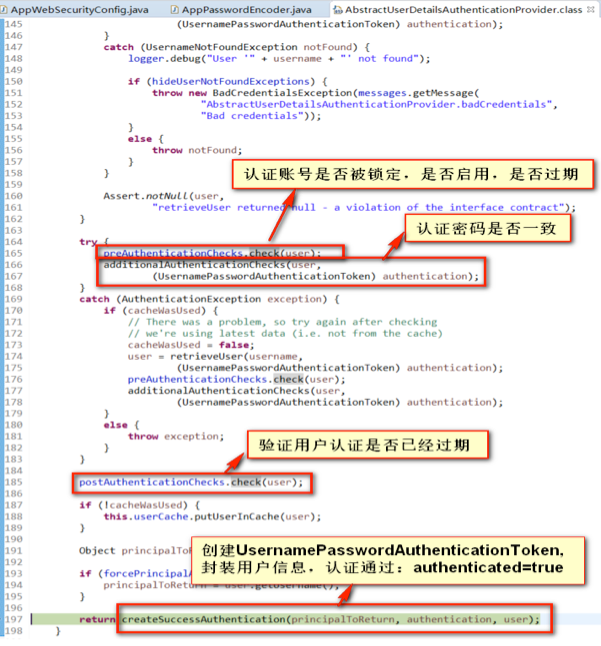 AppWebSecurityConfig.java AppPasswordEncoder.java AbstractUserDetailsAuthenticationProvider.class
145 (UsernamePasswordAuthenticationToken) authentication);
146 }
147 catch (UsernameNotFoundException notFound) {
148 logger.debug("User '" + username + "' not found");
149
150 if (hideUserNotFoundExceptions) {
151 throw new BadCredentialsException(messages.getMessage(
152 "AbstractUserDetailsAuthenticationProvider.badCredentials",
153 "Bad credentials"));
154 }
155 else {
156 throw notFound;
157 }
158 }
159
认证账号是否被锁定，是否启用，是否过期
160 Assert.notNull(user,
161 "retrieveUser returned null - a violation of the interface contract");
162 }
163
认证密码是否一致
164 try {
165 preAuthenticationChecks.check(user);
166 additionalAuthenticationChecks(user,
167 (UsernamePasswordAuthenticationToken) authentication);
168 }
169 catch (AuthenticationException exception) {
170 if (cacheWasUsed) {
171 // There was a problem, so try again after checking
172 // we're using latest data (i.e. not from the cache)
173 cacheWasUsed = false;
174 user = retrieveUser(username,
175 (UsernamePasswordAuthenticationToken) authentication);
176 preAuthenticationChecks.check(user);
177 additionalAuthenticationChecks(user,
178 (UsernamePasswordAuthenticationToken) authentication);
179 }
180 else {
181 throw exception;
182 }
183 }
验证用户认证是否已经过期
184
185 postAuthenticationChecks.check(user);
186
187 if (!cacheWasUsed) {
188 this.userCache.putUserInCache(user);
189 }
190
创建UsernamePasswordAuthenticationToken,
封装用户信息，认证通过：authenticated=true
191 Object principalToR
192
193 if (forcePrincipalA
194 principalToReturn = user.getUsername();
195 }
196
197 return createSuccessAuthentication(principalToReturn, authentication, user);
198 }